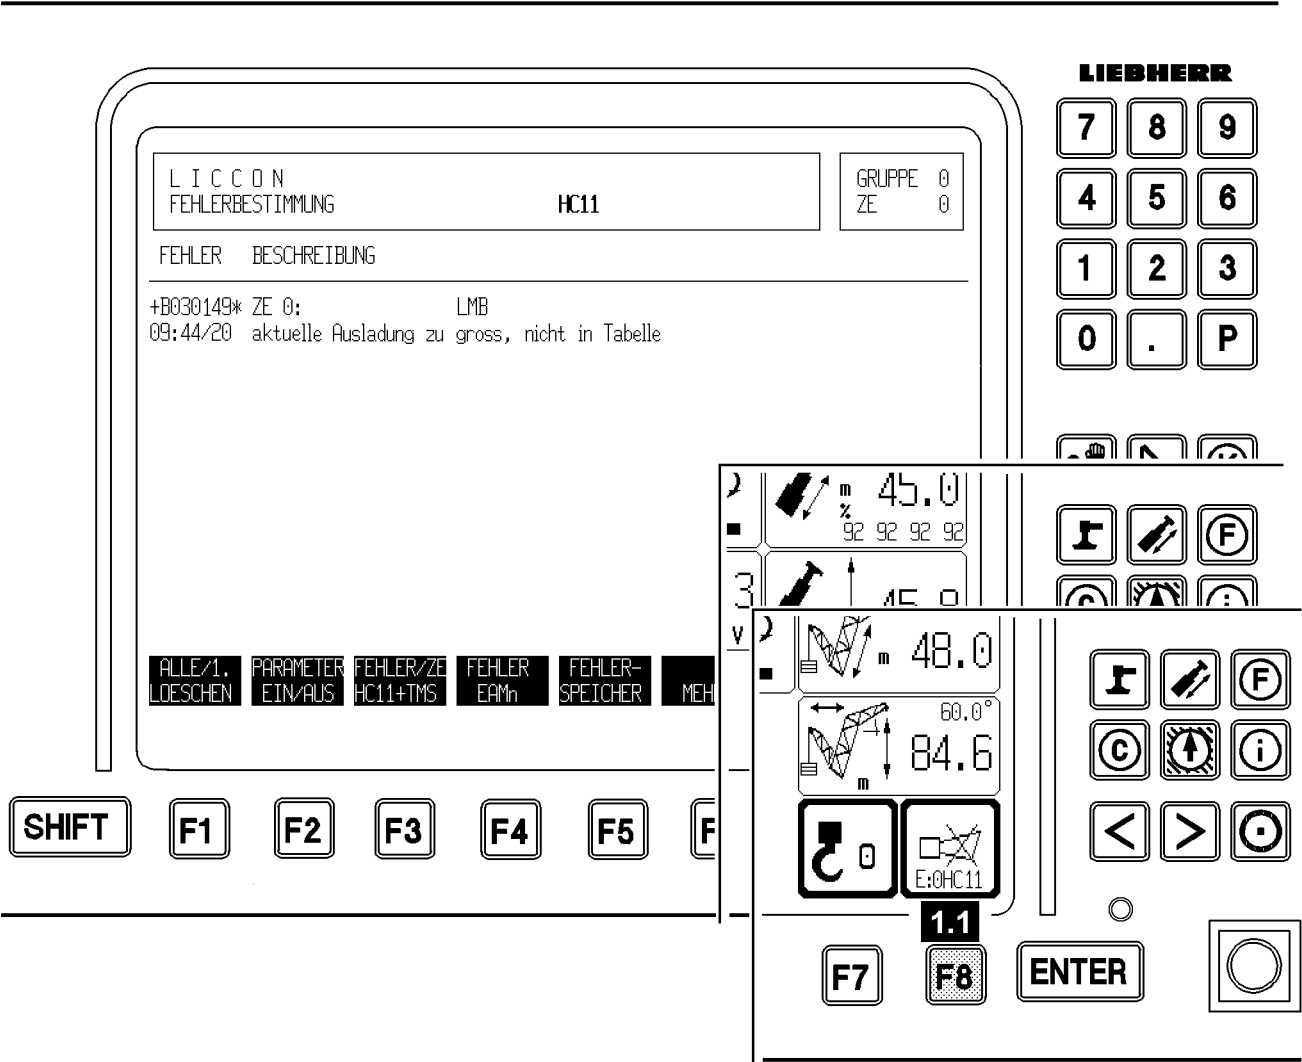 LIEBHERR
7 8 9
L I C C O N
FEHLERBESTIMMUNG HC11
GRUPPE 0
ZE 0
4 5 6
FEHLER BESCHREIBUNG
1 2 3
+B030149* ZE 0: LMB
09:44/20 aktuelle Ausladung zu gross, nicht in Tabelle
0 . P
m 45.0
%
92 92 92 92
F
3
V
m 48.0
ALLE/1. LOESCHEN
PARAMETER EIN/AUS
FEHLER/ZE HC11+TMS
FEHLER EAMn
FEHLER- SPEICHER
MEH
60.0°
84.6
m
F
C i
0
E:0HC11
< >
SHIFT F1 F2 F3 F4 F5
1.1
F7 F8 ENTER